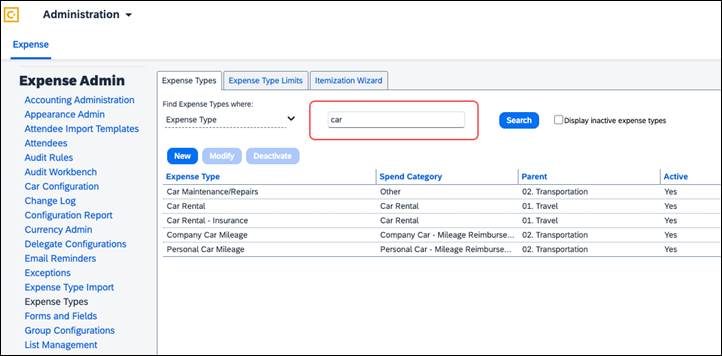 Administration
Expense
Expense Admin
Accounting Administration
Appearance Admin
Attendee Import Templates
Attendees
Audit Rules
Audit Workbench
Car Configuration
Change Log
Configuration Report
Currency Admin
Delegate Configurations
Email Reminders
Exceptions
Expense Type Import
Expense Types
Forms and Fields
Group Configurations
List Management
Expense Types Expense Type Limits Itemization Wizard
Find Expense Types where:
Expense Type car Search Display inactive expense types
New Modify Deactivate
Expense Type Spend Category Parent Active
Car Maintenance/Repairs Other 02. Transportation Yes
Car Rental Car Rental 01. Travel Yes
Car Rental - Insurance Car Rental 01. Travel Yes
Company Car Mileage Company Car - Mileage Reimburse... 02. Transportation Yes
Personal Car Mileage Personal Car - Mileage Reimburse... 02. Transportation Yes